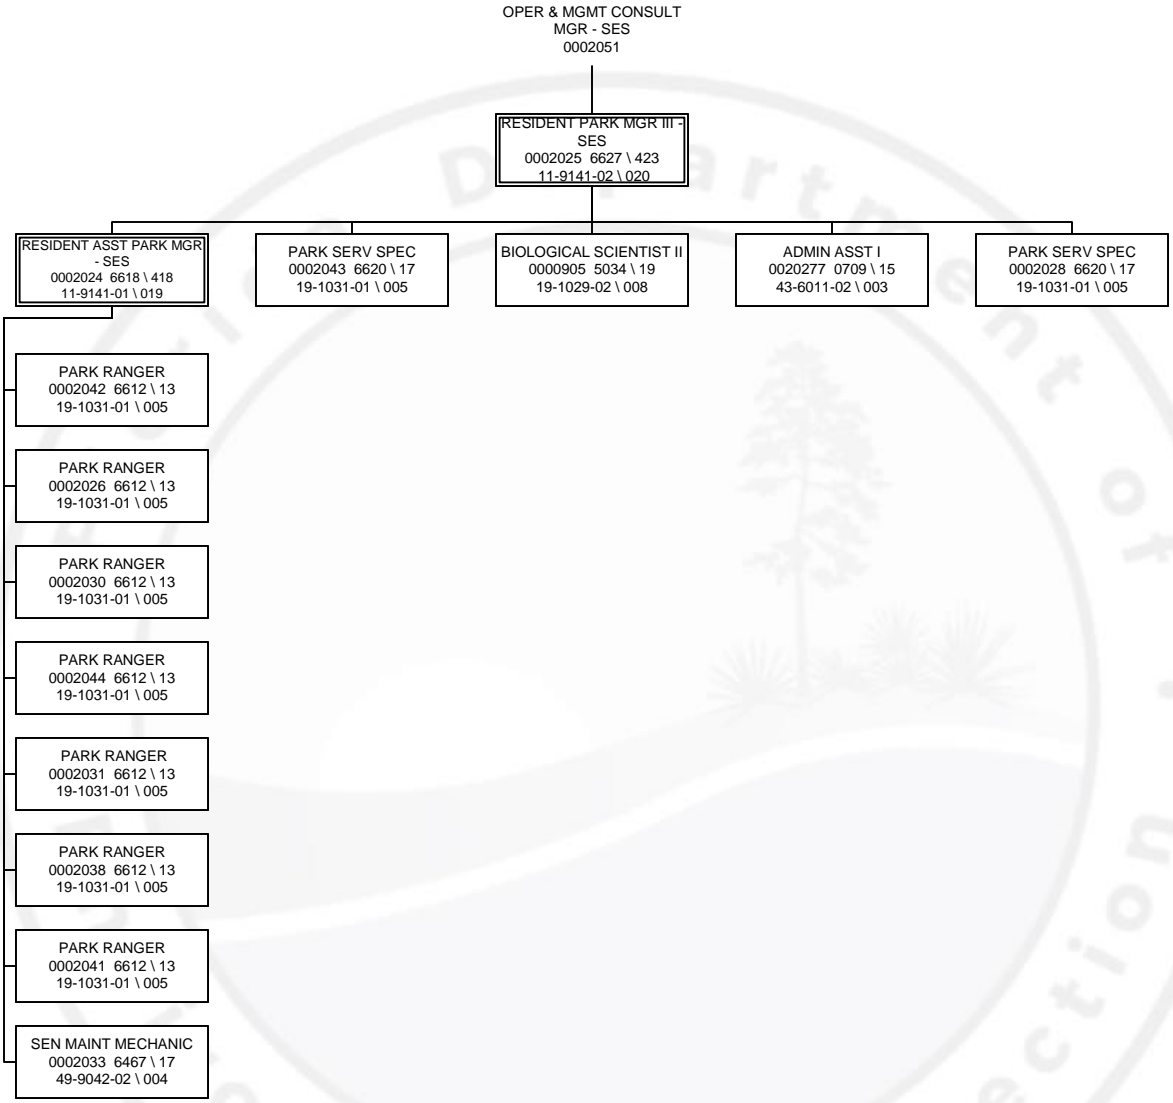 OPER & MGMT CONSULT
MGR - SES
0002051
RESIDENT PARK MGR III -
SES
0002025 6627 \ 423
11-9141-02 \ 020
RESIDENT ASST PARK MGR
- SES
0002024 6618 \ 418
11-9141-01 \ 019
PARK SERV SPEC
0002043 6620 \ 17
19-1031-01 \ 005
BIOLOGICAL SCIENTIST II
0000905 5034 \ 19
19-1029-02 \ 008
ADMIN ASST I
0020277 0709 \ 15
43-6011-02 \ 003
PARK SERV SPEC
0002028 6620 \ 17
19-1031-01 \ 005
PARK RANGER
0002042 6612 \ 13
19-1031-01 \ 005
PARK RANGER
0002026 6612 \ 13
19-1031-01 \ 005
PARK RANGER
0002030 6612 \ 13
19-1031-01 \ 005
PARK RANGER
0002044 6612 \ 13
19-1031-01 \ 005
PARK RANGER
0002031 6612 \ 13
19-1031-01 \ 005
PARK RANGER
0002038 6612 \ 13
19-1031-01 \ 005
PARK RANGER
0002041 6612 \ 13
19-1031-01 \ 005
SEN MAINT MECHANIC
0002033 6467 \ 17
49-9042-02 \ 004
Department of